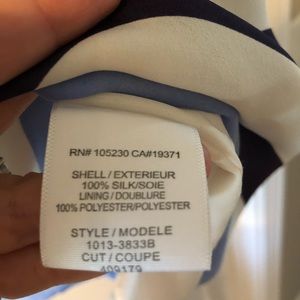 RN# 105230 CA#19371
SHELL / EXTERIEUR
100% SILK/SOIE
LINING / DOUBLURE
100% POLYESTER/POLYESTER
STYLE / MODELE
1013-3833B
CUT / COUPE
409179